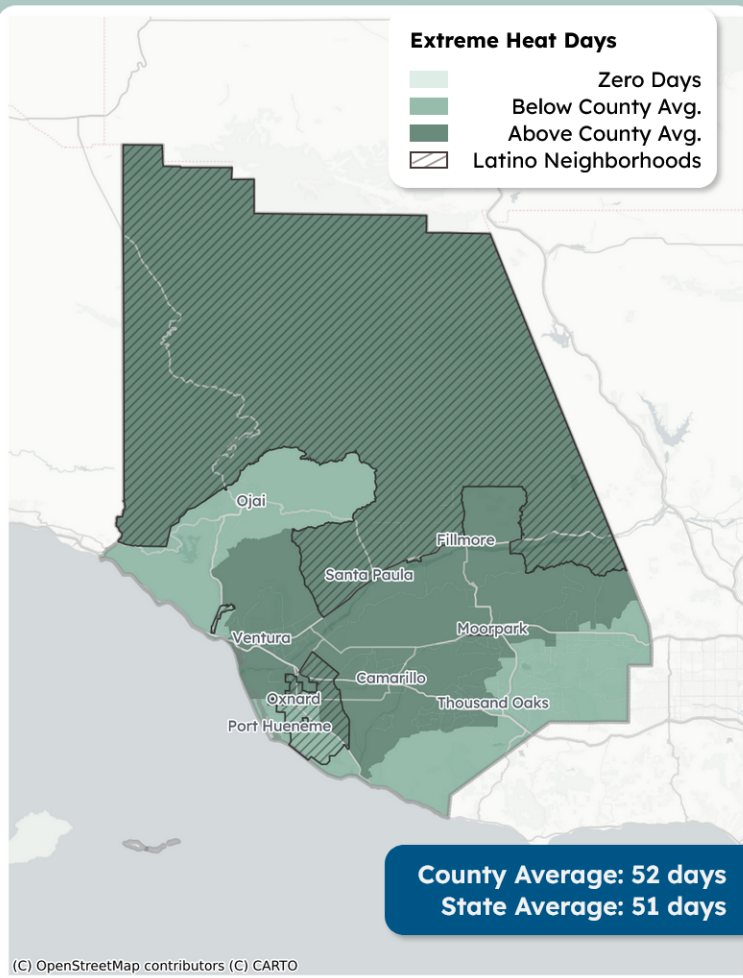 Extreme Heat Days
Zero Days
Below County Avg.
Above County Avg.
Latino Neighborhoods
Ojai
Fillmore
Santa Paula
Moorpark
Ventura
Camarillo
Oxnard
Thousand Oaks
Port Hueneme
County Average: 52 days
State Average: 51 days
(C) OpenStreetMap contributors (C) CARTO